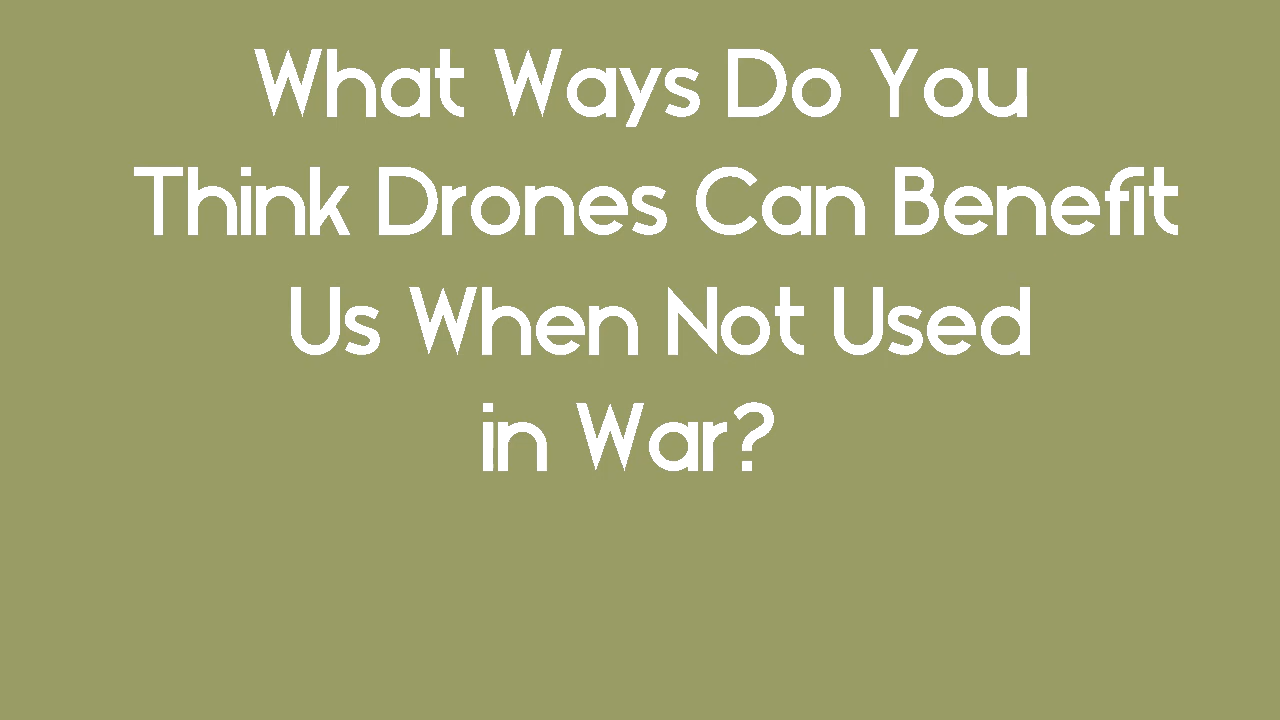 What Ways Do You
Think Drones Can Benefit
Us When Not Used
in War?